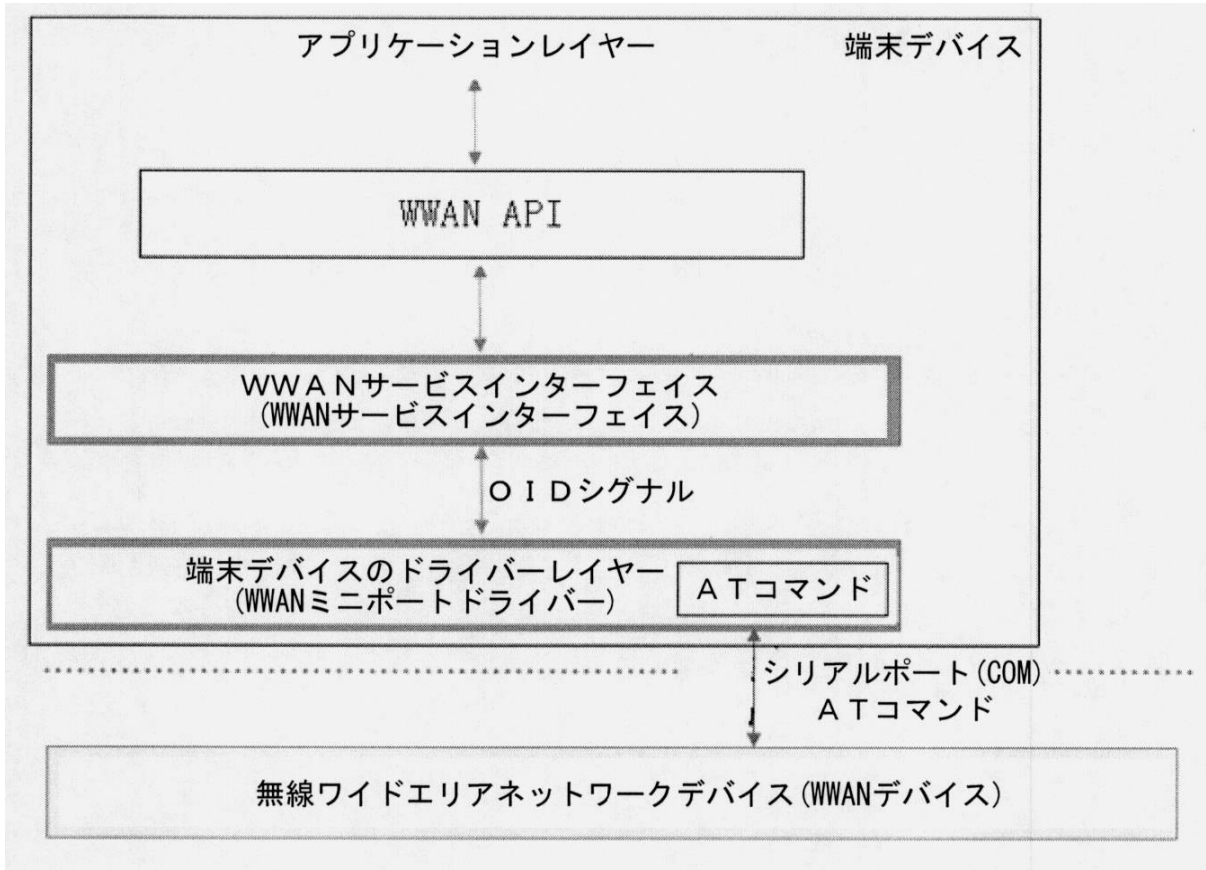 アプリケーションレイヤー
端末デバイス
WWAN API
ＷＷＡＮサービスインターフェイス
(WWANサービスインターフェイス)
ＯＩＤシグナル
端末デバイスのドライバーレイヤー
(WWANミニポートドライバー)
ＡＴコマンド
シリアルポート(COM)
ＡＴコマンド
無線ワイドエリアネットワークデバイス(WWANデバイス)